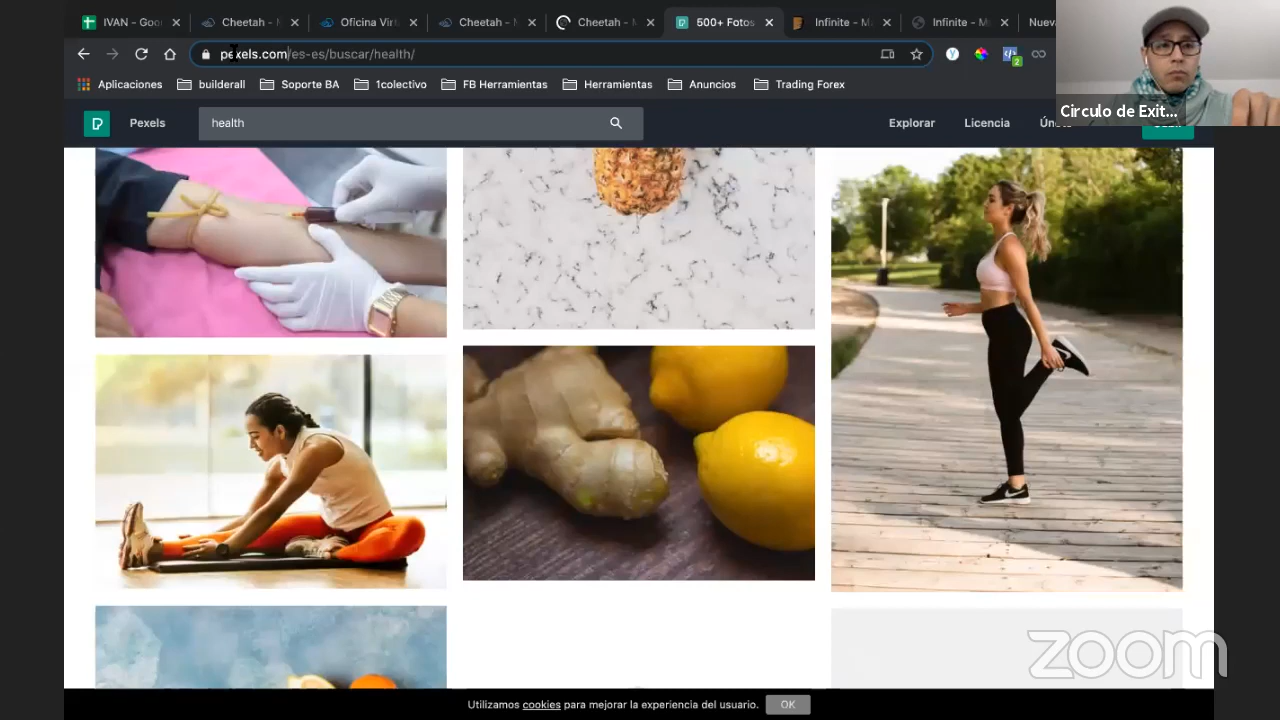 IVAN - Goo
Cheetah - M
Oficina Virt
Cheetah - M
Cheetah - M
500+ Fotos
Infinite - Ma
Infinite - M
Nuev
pexels.com/es-es/buscar/health/
2
Aplicaciones
builderall
Soporte BA
1colectivo
FB Herramientas
Herramientas
Anuncios
Trading Forex
Circulo de Exit...
Pexels
health
Explorar
Licencia
zoom
Utilizamos cookies para mejorar la experiencia del usuario.
OK